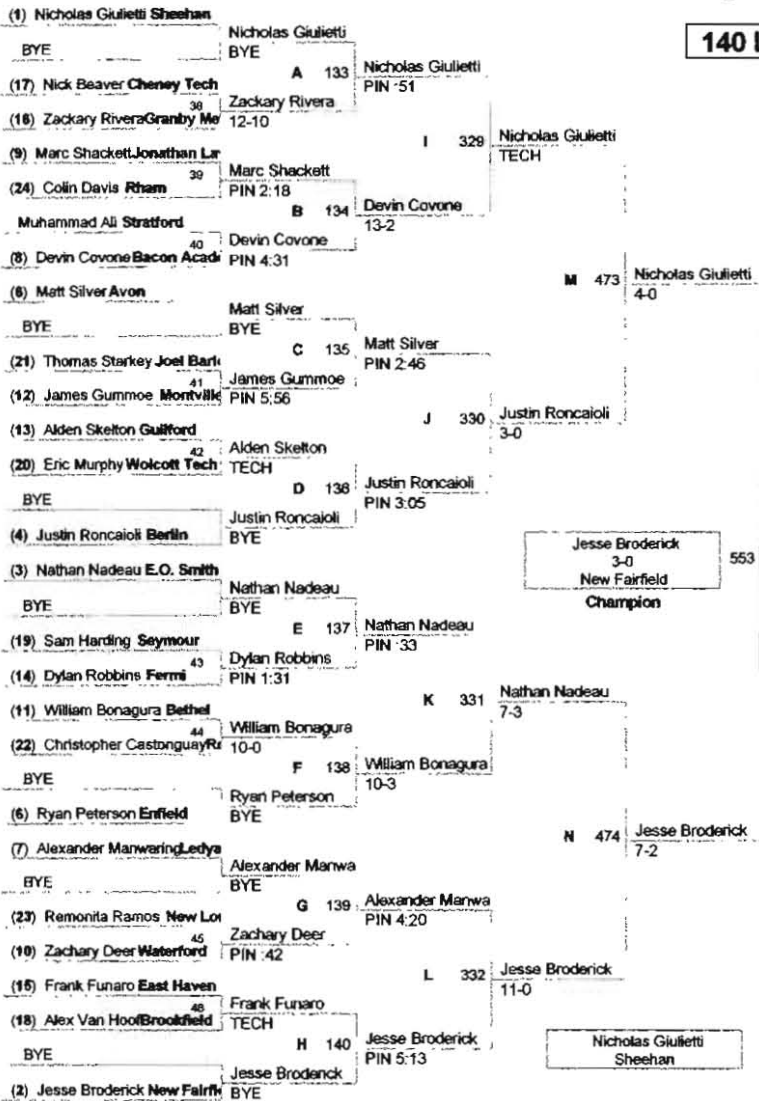 (1) Nicholas Giulietti Sheehan
BYE
(17) Nick Beaver Cheney Tech
38
(16) Zackary Rivera Granby Me
(9) Marc Shackett Jonathan Lar
39
(24) Colin Davis Rham
Muhammad Ali Stratford
40
(8) Devin Covone Bacon Acad
(6) Matt Silver Avon
BYE
(21) Thomas Starkey Joel Barl
41
(12) James Gummoe Montville
(13) Alden Skelton Guilford
42
(20) Eric Murphy Wolcott Tech
BYE
(4) Justin Roncaioli Berlin
(3) Nathan Nadeau E.O. Smith
BYE
(19) Sam Harding Seymour
43
(14) Dylan Robbins Fermi
(11) William Bonagura Bethel
44
(22) Christopher Castonguay
BYE
(6) Ryan Peterson Enfield
(7) Alexander Manwaring Ledya
BYE
(23) Remonita Ramos New Lo
45
(10) Zachary Deer Waterford
(15) Frank Funaro East Haven
46
(18) Alex Van Hoof Brookfield
BYE
(2) Jesse Broderick New Fairfi
Nicholas Giulietti
BYE
A 133
Zackary Rivera
12-10
Marc Shackett
PIN 2:18
B 134
Devin Covone
PIN 4:31
Matt Silver
BYE
C 135
James Gummoe
PIN 5:56
Alden Skelton
TECH
D 136
Justin Roncaioli
BYE
Nathan Nadeau
BYE
E 137
Dylan Robbins
PIN 1:31
William Bonagura
10-0
F 138
Ryan Peterson
BYE
Alexander Manwa
BYE
G 139
Zachary Deer
PIN :42
Frank Funaro
TECH
H 140
Jesse Broderick
BYE
Nicholas Giulietti
PIN :51
I 329
Devin Covone
13-2
Matt Silver
PIN 2:46
J 330
Justin Roncaioli
PIN 3:05
Nathan Nadeau
PIN :33
K 331
William Bonagura
10-3
Alexander Manwa
PIN 4:20
L 332
Jesse Broderick
PIN 5:13
Nicholas Giulietti
TECH
M 473
Justin Roncaioli
3-0
Nathan Nadeau
7-3
N 474
Jesse Broderick
11-0
140
Nicholas Giulietti
4-0
Jesse Broderick
3-0
New Fairfield
553
Champion
Jesse Broderick
7-2
Nicholas Giulietti
Sheehan